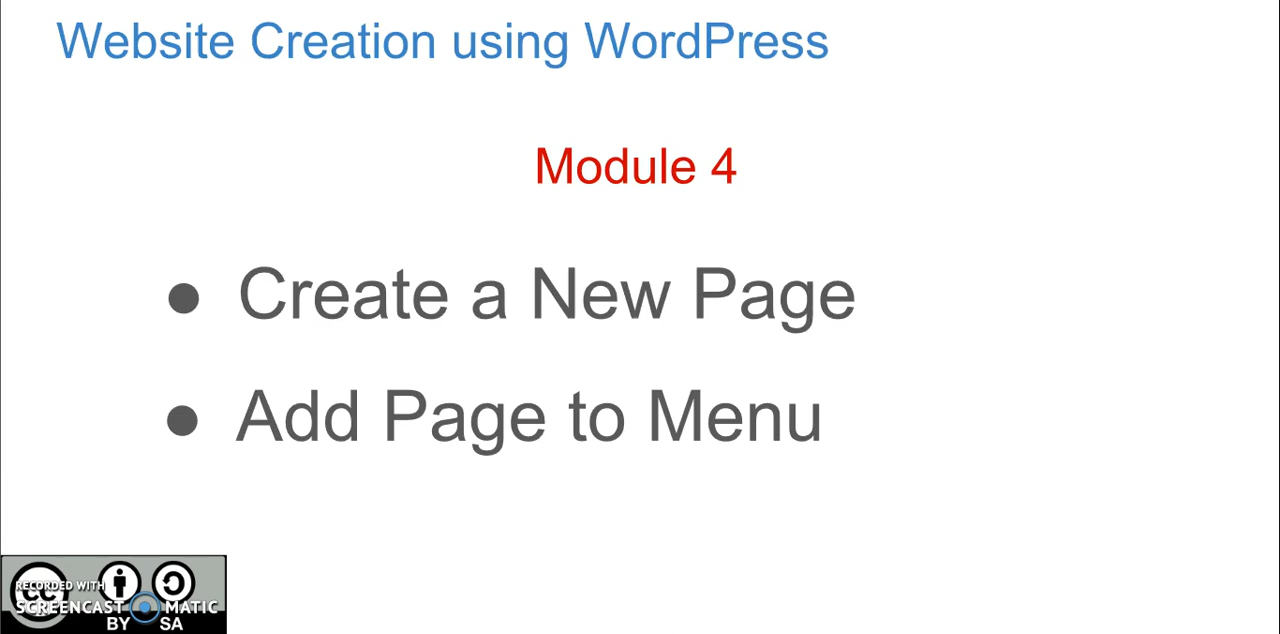 Website Creation using WordPress
Module 4
● Create a New Page
● Add Page to Menu
cc
RECORDED WITH
SCREENCAST MATIC
BY SA